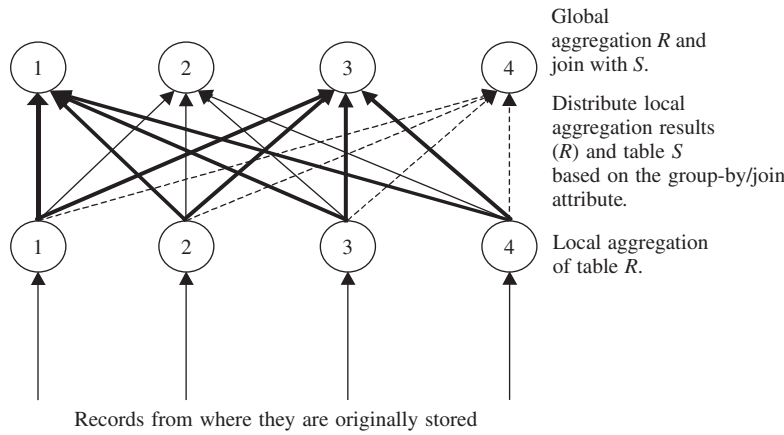 Global
aggregation R and
join with S.
1
2
3
4
Distribute local
aggregation results
(R) and table S
based on the group-by/join
attribute.
1
2
3
4
Local aggregation
of table R.
Records from where they are originally stored